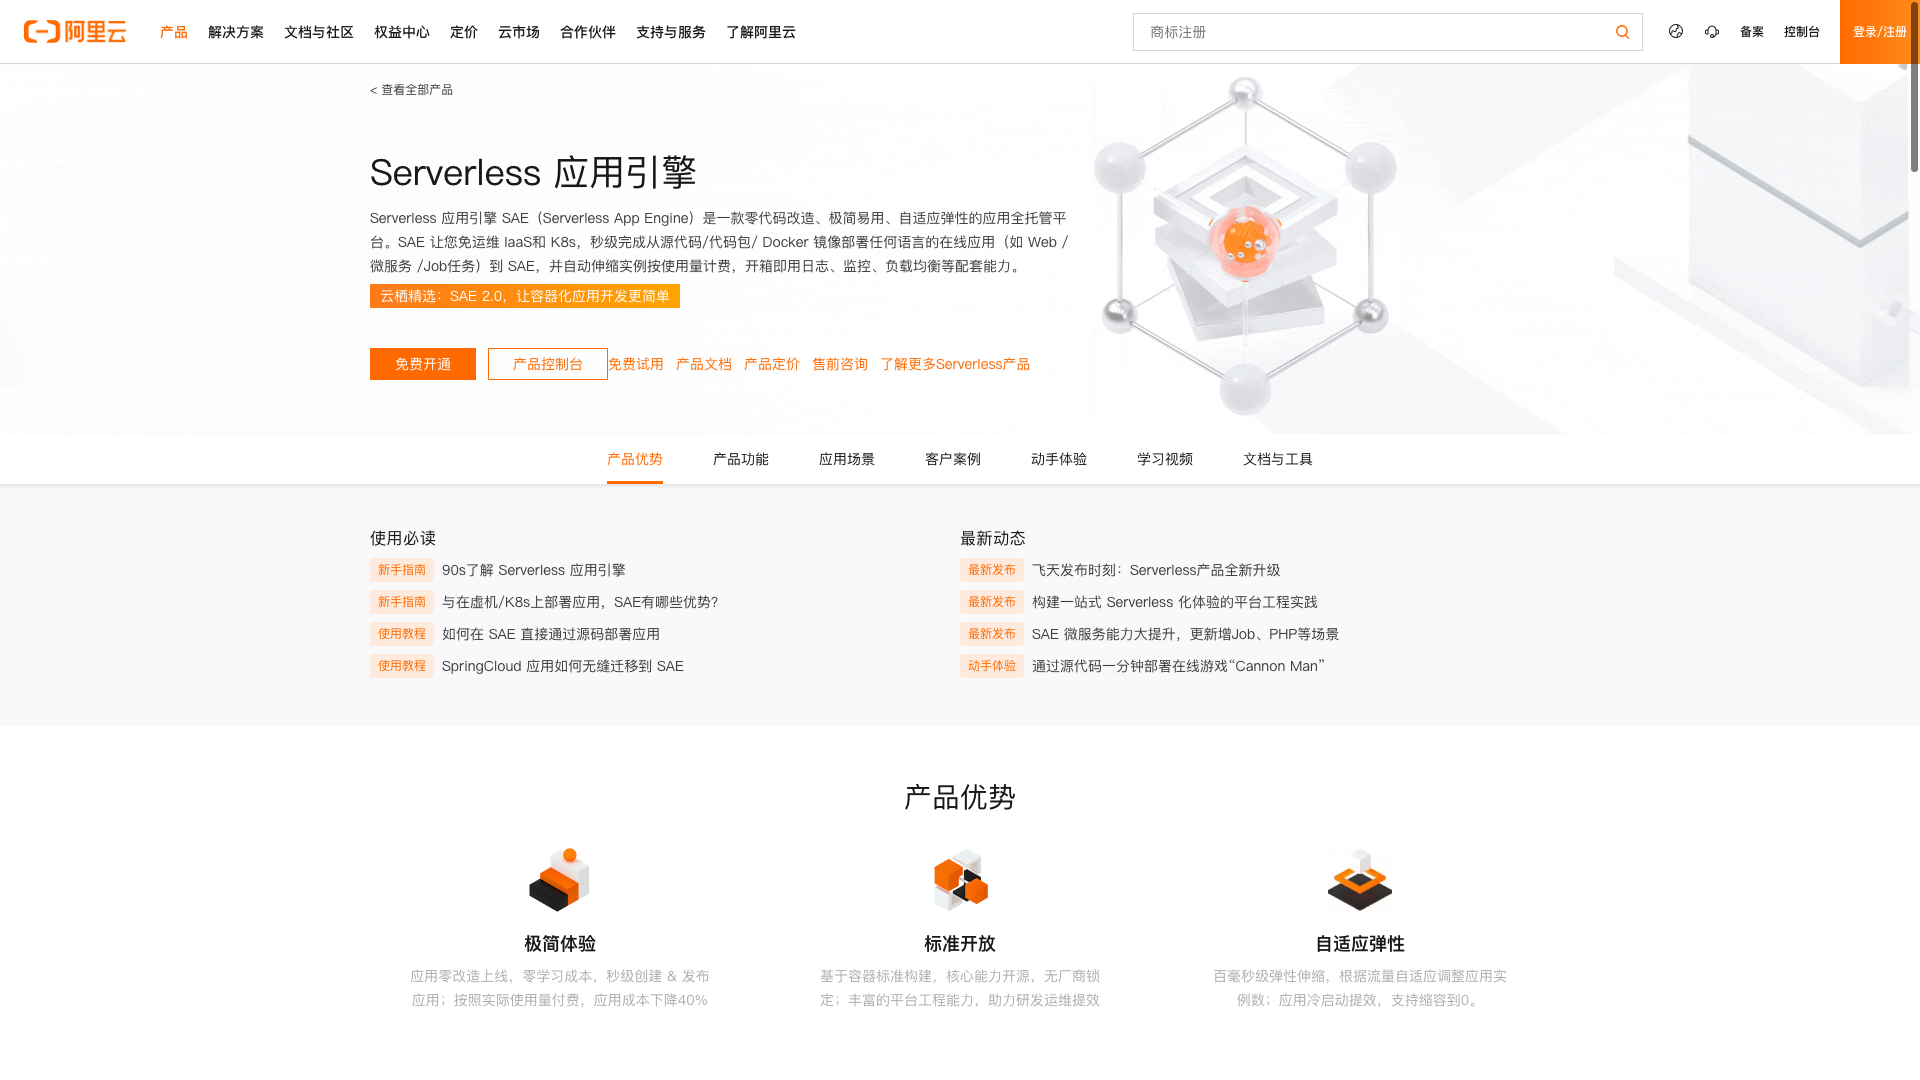 阿里云
产品 解决方案 文档与社区 权益中心 定价 云市场 合作伙伴 支持与服务 了解阿里云
商标注册
备案 控制台 登录/注册
< 查看全部产品
Serverless 应用引擎
Serverless 应用引擎 SAE（Serverless App Engine）是一款零代码改造、极简易用、自适应弹性的应用全托管平
台。SAE 让您免运维 IaaS和 K8s，秒级完成从源代码/代码包/ Docker 镜像部署任何语言的在线应用（如 Web /
微服务 /Job任务）到 SAE，并自动伸缩实例按使用量计费，开箱即用日志、监控、负载均衡等配套能力。
云栖精选：SAE 2.0，让容器化应用开发更简单
免费开通 产品控制台 免费试用 产品文档 产品定价 售前咨询 了解更多Serverless产品
产品优势 产品功能 应用场景 客户案例 动手体验 学习视频 文档与工具
使用必读
新手指南 90s了解 Serverless 应用引擎
新手指南 与在虚机/K8s上部署应用，SAE有哪些优势?
使用教程 如何在 SAE 直接通过源码部署应用
使用教程 SpringCloud 应用如何无缝迁移到 SAE
最新动态
最新发布 飞天发布时刻：Serverless产品全新升级
最新发布 构建一站式 Serverless 化体验的平台工程实践
最新发布 SAE 微服务能力大提升，更新增Job、PHP等场景
动手体验 通过源代码一分钟部署在线游戏“Cannon Man”
产品优势
极简体验
应用零改造上线，零学习成本，秒级创建 & 发布
应用；按照实际使用量付费，应用成本下降40%
标准开放
基于容器标准构建，核心能力开源，无厂商锁
定；丰富的平台工程能力，助力研发运维提效
自适应弹性
百毫秒级弹性伸缩，根据流量自适应调整应用实
例数；应用冷启动提效，支持缩容到0。